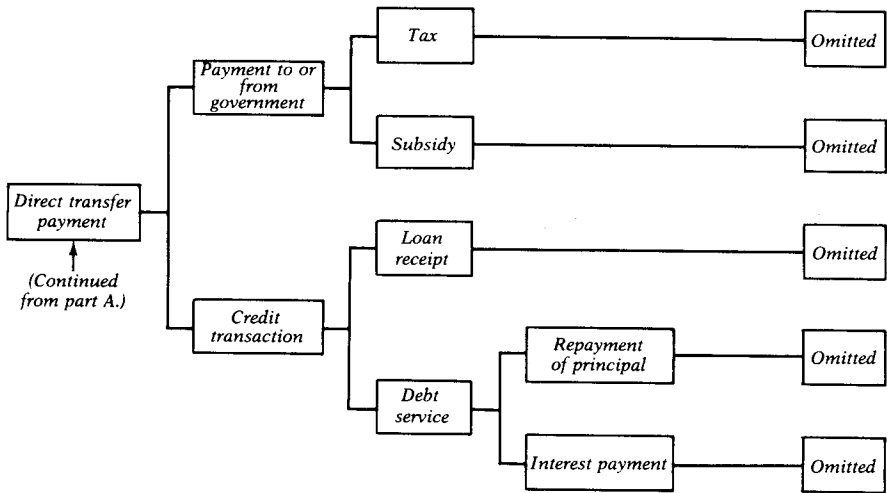 Tax
Omitted
Payment to or
from
government
Subsidy
Omitted
Direct transfer
payment
(Continued
from part A.)
Loan
receipt
Omitted
Credit
transaction
Repayment
of principal
Omitted
Debt
service
Interest payment
Omitted